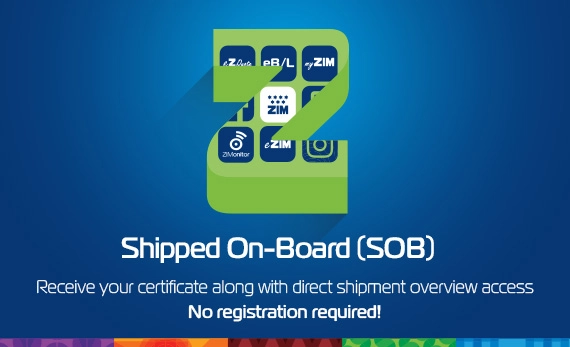 eZQuote eB/L myZIM
ZIM
ZIMonitor eZIM
Shipped On-Board (SOB)
Receive your certificate along with direct shipment overview access
No registration required!